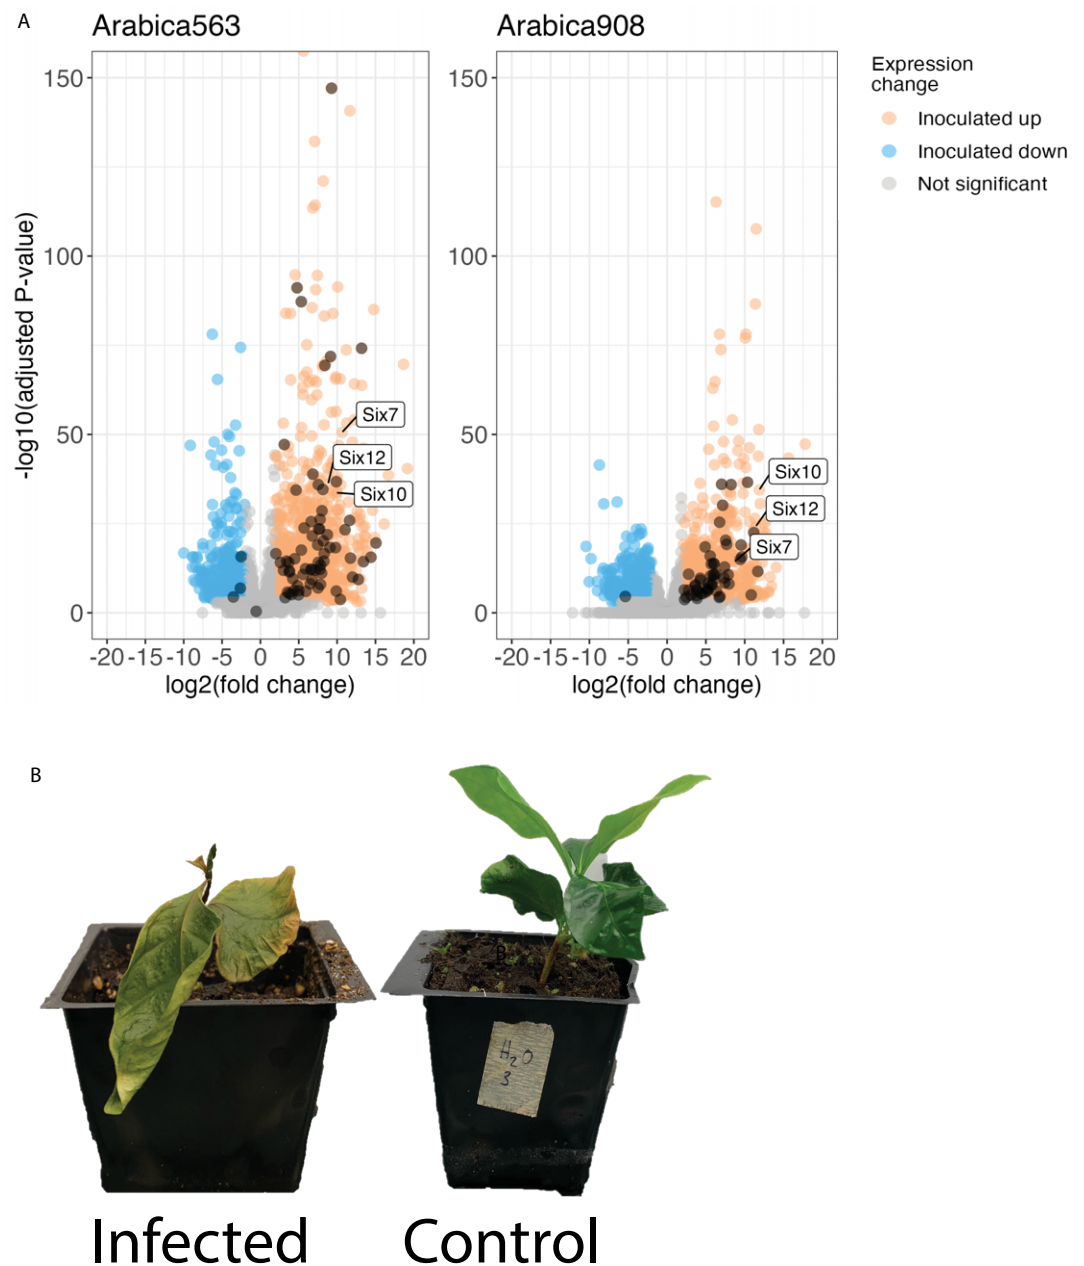 A
Arabica563
Arabica908
Expression
change
Inoculated up
Inoculated down
Not significant
-log10(adjusted P-value)
150
100
50
0
Six7
Six12
Six10
-20 -15 -10 -5 0 5 10 15 20
log2(fold change)
150
100
50
0
Six10
Six12
Six7
-20 -15 -10 -5 0 5 10 15 20
log2(fold change)
B
B
H2O
3
Infected
Control